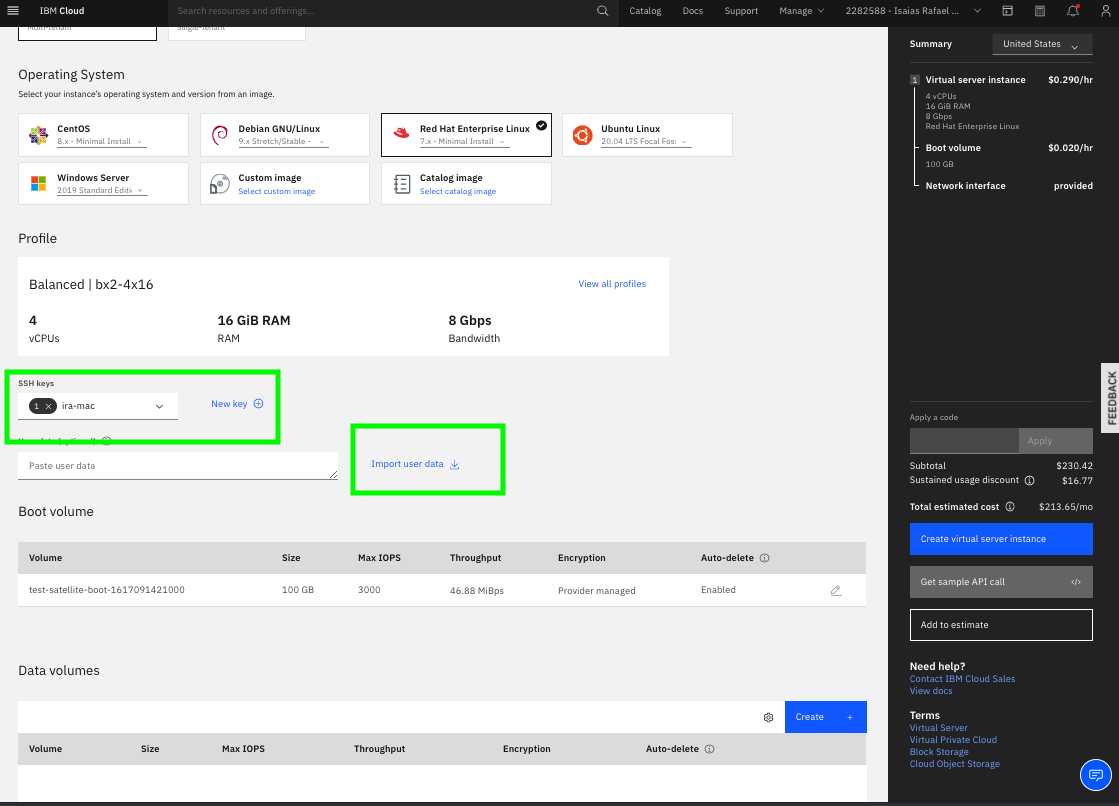 IBM Cloud
Search resources and offerings...
Catalog
Docs
Support
Manage
2282588 - Isaias Rafael ...
Multi-tenant
Single-tenant
Operating System
Select your instance's operating system and version from an image.
CentOS
8.x - Minimal Install
Debian GNU/Linux
9.x Stretch/Stable -
Red Hat Enterprise Linux
7.x - Minimal Install
Ubuntu Linux
20.04 LTS Focal Fos
Windows Server
2019 Standard Editi
Custom image
Select custom image
Catalog image
Select catalog image
Profile
Balanced | bx2-4x16
View all profiles
4
vCPUs
16 GiB RAM
RAM
8 Gbps
Bandwidth
SSH keys
1 × ira-mac
New key
Paste user data
Import user data
Boot volume
Volume Size Max IOPS Throughput Encryption Auto-delete
test-satellite-boot-1617091421000 100 GB 3000 46.88 MiBps Provider managed Enabled
Data volumes
Create +
Volume Size Max IOPS Throughput Encryption Auto-delete
Summary
United States
1 Virtual server instance $0.290/hr
4 vCPUs
16 GiB RAM
8 Gbps
Red Hat Enterprise Linux
Boot volume $0.020/hr
100 GB
Network interface provided
FEEDBACK
Apply a code
Apply
Subtotal $230.42
Sustained usage discount $16.77
Total estimated cost $213.65/mo
Create virtual server instance
Get sample API call </>
Add to estimate
Need help?
Contact IBM Cloud Sales
View docs
Terms
Virtual Server
Virtual Private Cloud
Block Storage
Cloud Object Storage